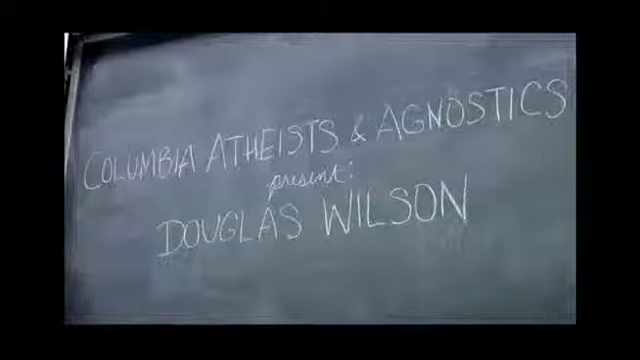 COLUMBIA ATHEISTS & AGNOSTICS
present:
DOUGLAS WILSON